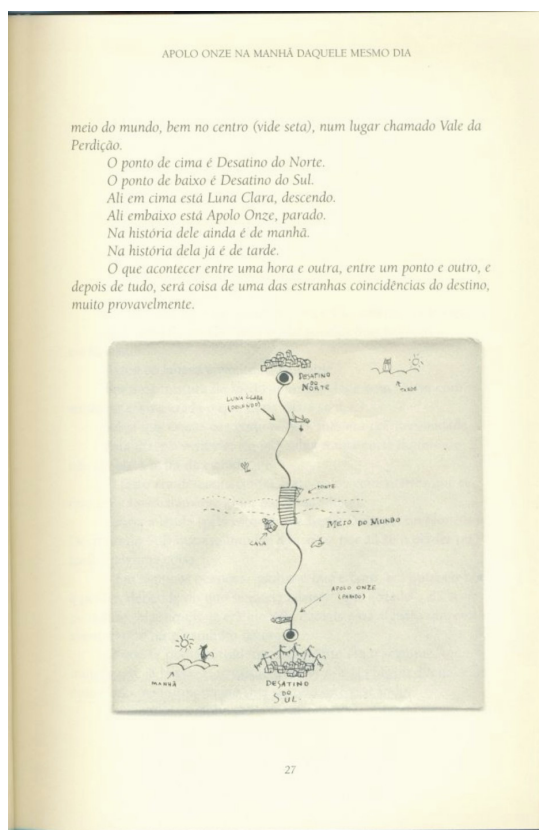 APOLO ONZE NA MANHÃ DAQUELE MESMO DIA
meio do mundo, bem no centro (vide seta), num lugar chamado Vale da
Perdição.
O ponto de cima é Desatino do Norte.
O ponto de baixo é Desatino do Sul.
Ali em cima está Luna Clara, descendo.
Ali embaixo está Apolo Onze, parado.
Na história dele ainda é de manhã.
Na história dela já é de tarde.
O que acontecer entre uma hora e outra, entre um ponto e outro, e
depois de tudo, será coisa de uma das estranhas coincidências do destino,
muito provavelmente.
DESATINO
DO
NORTE
TARDE
LUNA CLARA
(DESCENDO)
PONTE
MEIO DO MUNDO
CASA
APOLO ONZE
(PARADO)
MANHÃ
DESATINO
DO
SUL
27